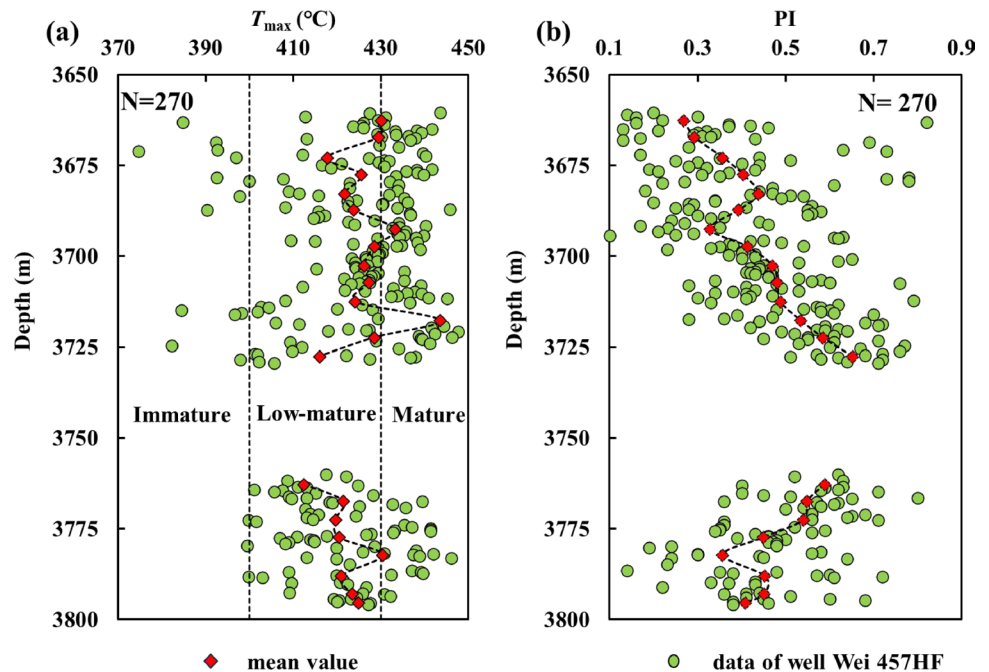 (a) Tmax (°C)
370 390 410 430 450
3650
3675
3700
3725
3750
3775
3800
Depth (m)
N=270
Immature Low-mature Mature
(b) PI
0.1 0.3 0.5 0.7 0.9
3650
3675
3700
3725
3750
3775
3800
Depth (m)
N= 270
mean value
data of well Wei 457HF